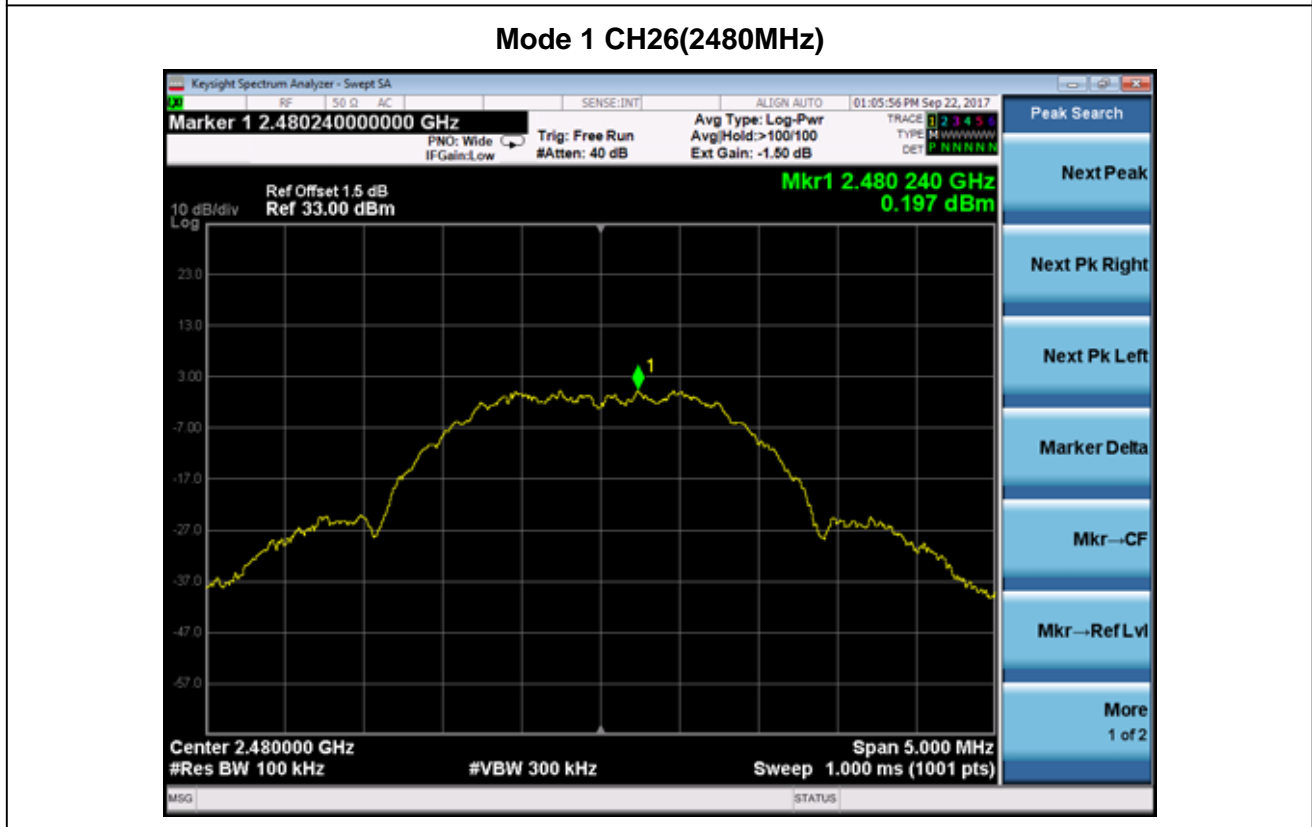 Mode 1 CH26(2480MHz)
Keysight Spectrum Analyzer - Swept SA
RF 50 Ω AC SENSE:INT ALIGN AUTO 01:05:56 PM Sep 22, 2017
Marker 1 2.480240000000 GHz
PNO: Wide
IFGain:Low
Trig: Free Run
#Atten: 40 dB
Avg Type: Log-Pwr
Avg|Hold:>100/100
Ext Gain: -1.50 dB
TRACE 1 2 3 4 5 6
TYPE M WWWWW
DET P N N N N N
Peak Search
Mkr1 2.480 240 GHz
0.197 dBm
Ref Offset 1.5 dB
10 dB/div Ref 33.00 dBm
Log
23.0
13.0
3.00
-7.00
-17.0
-27.0
-37.0
-47.0
-57.0
1
Center 2.480000 GHz Span 5.000 MHz
#Res BW 100 kHz #VBW 300 kHz Sweep 1.000 ms (1001 pts)
MSG STATUS
Next Peak
Next Pk Right
Next Pk Left
Marker Delta
Mkr→CF
Mkr→Ref Lvl
More
1 of 2